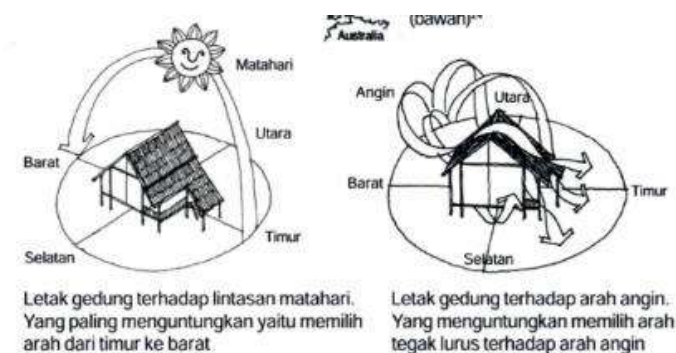 Australia
(bawah)²⁴
Matahari
Utara
Barat
Timur
Selatan
Letak gedung terhadap lintasan matahari.
Yang paling menguntungkan yaitu memilih
arah dari timur ke barat
Angin
Utara
Barat
Timur
Selatan
Letak gedung terhadap arah angin.
Yang menguntungkan memilih arah
tegak lurus terhadap arah angin